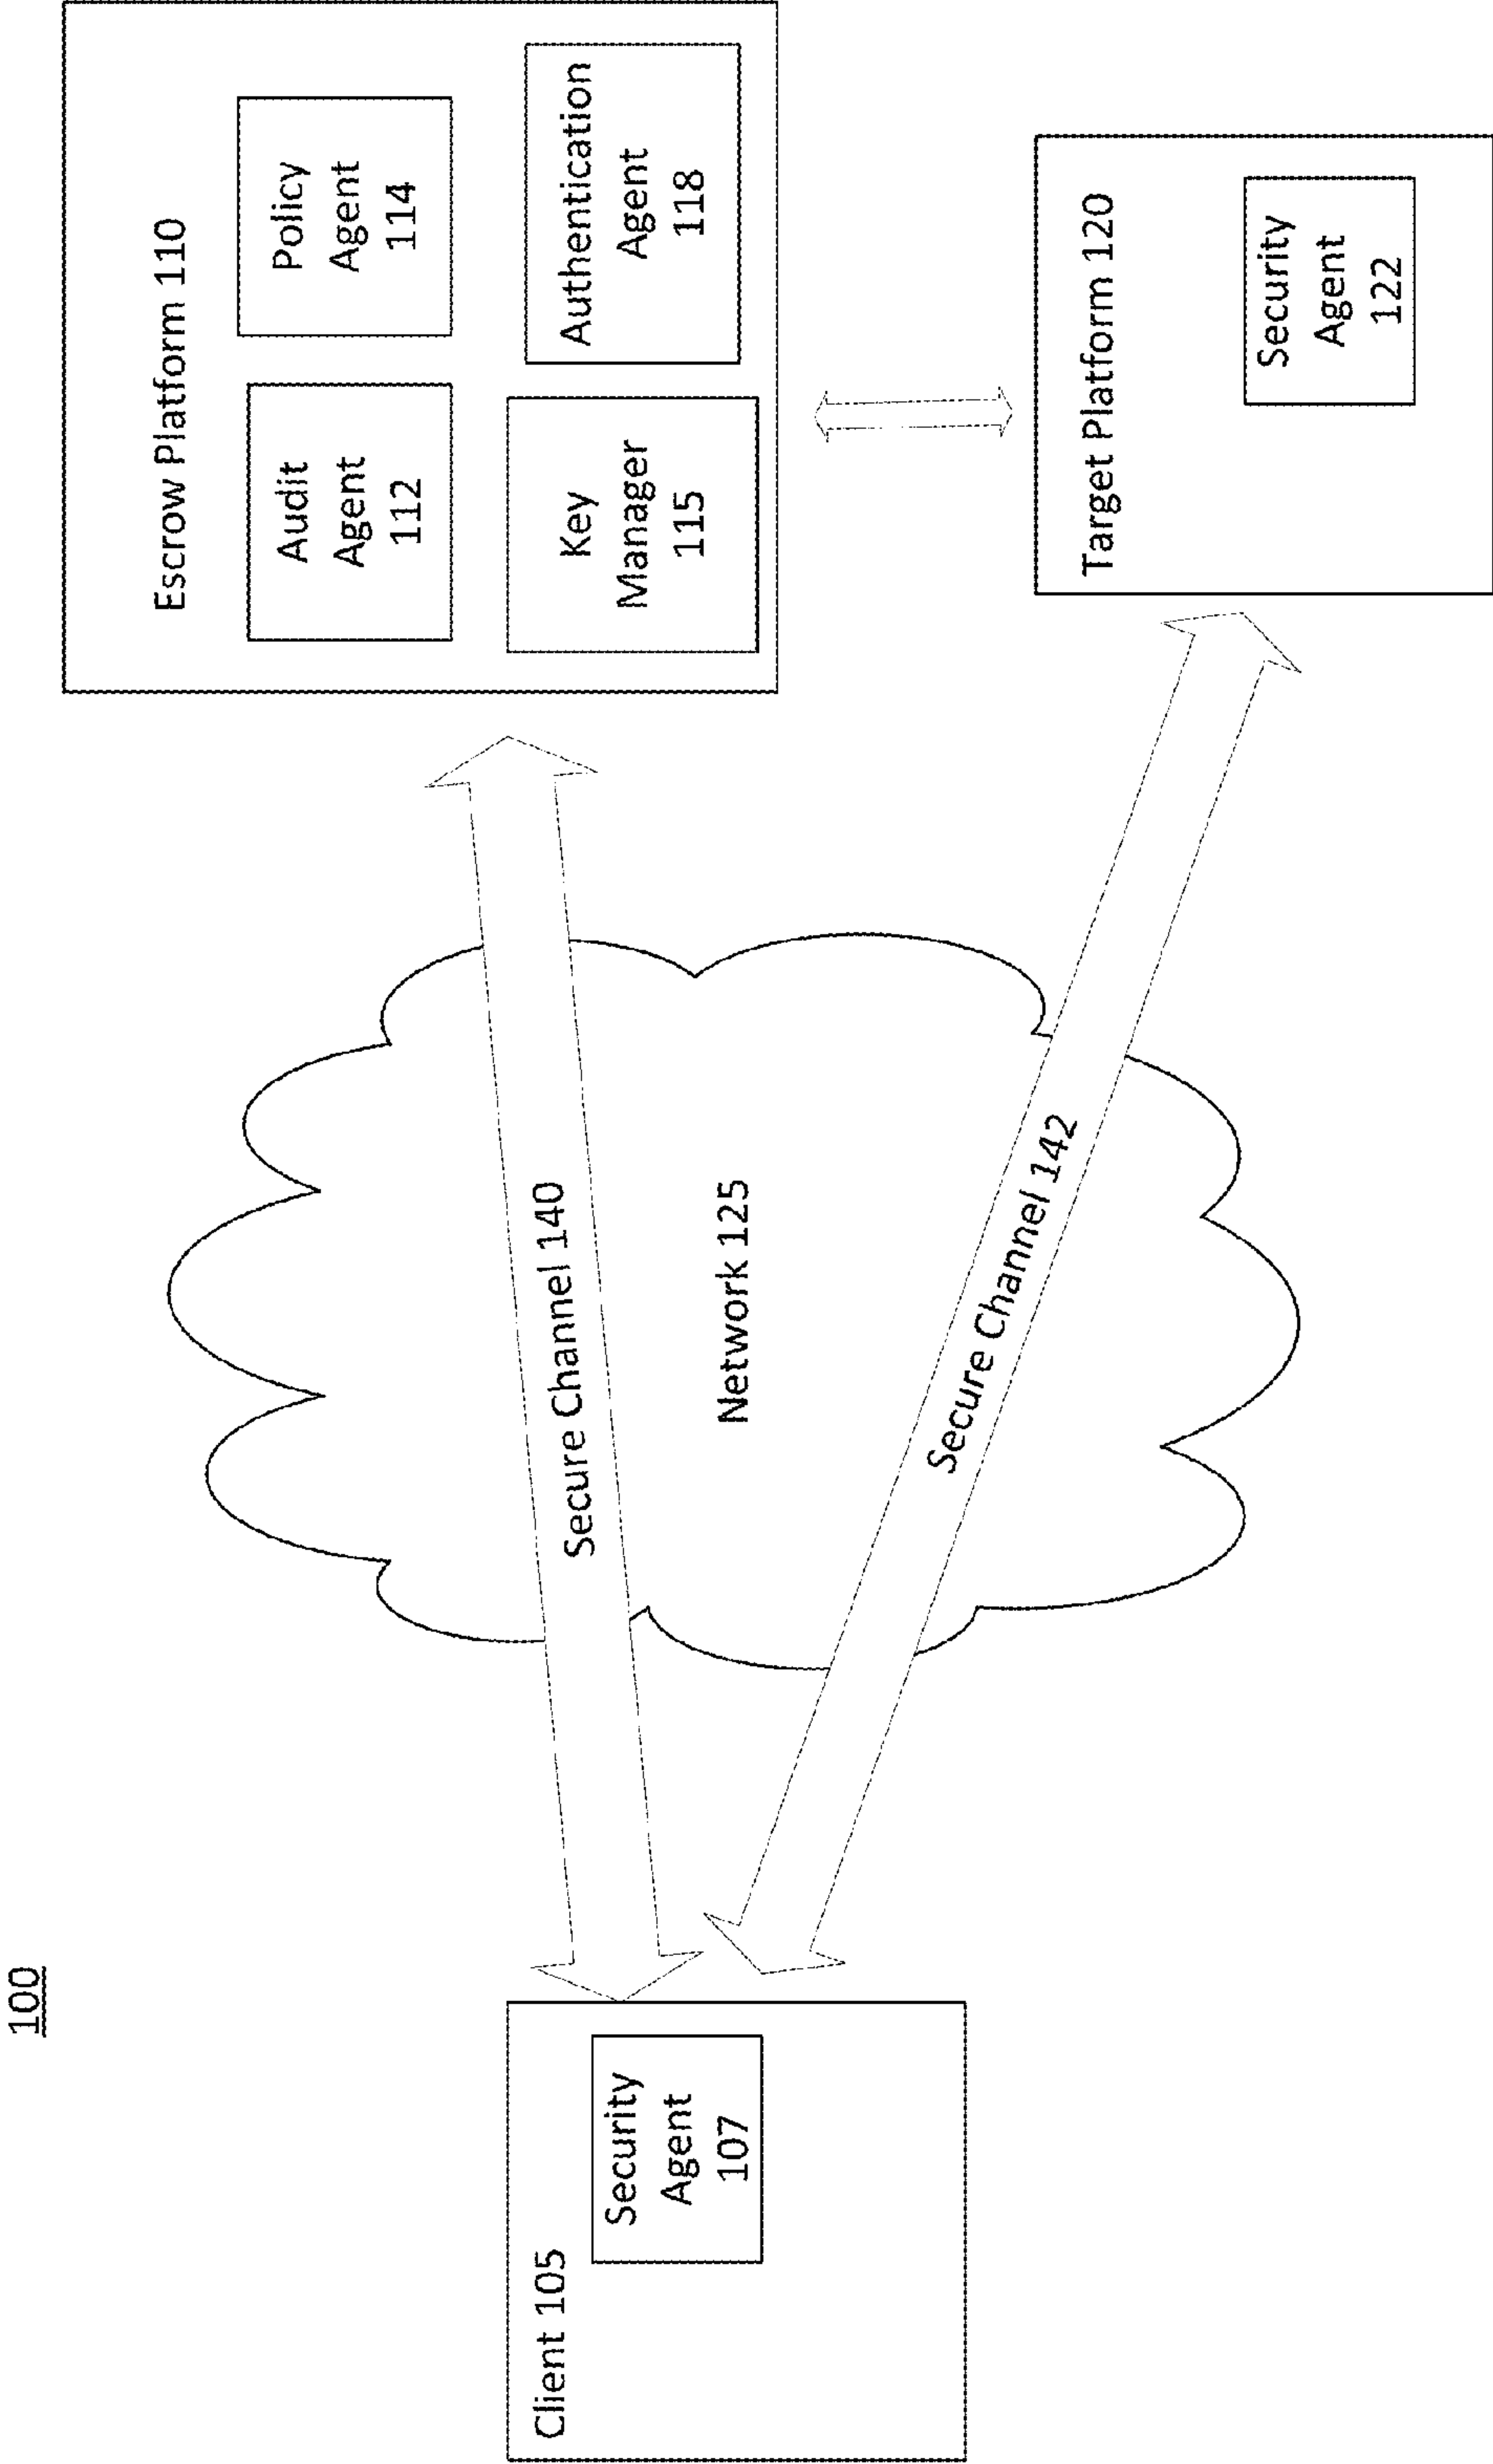 100
Client 105
Security
Agent
107
Secure Channel 140
Network 125
Secure Channel 142
Escrow Platform 110
Audit
Agent
112
Policy
Agent
114
Key
Manager
115
Authentication
Agent
118
Target Platform 120
Security
Agent
122